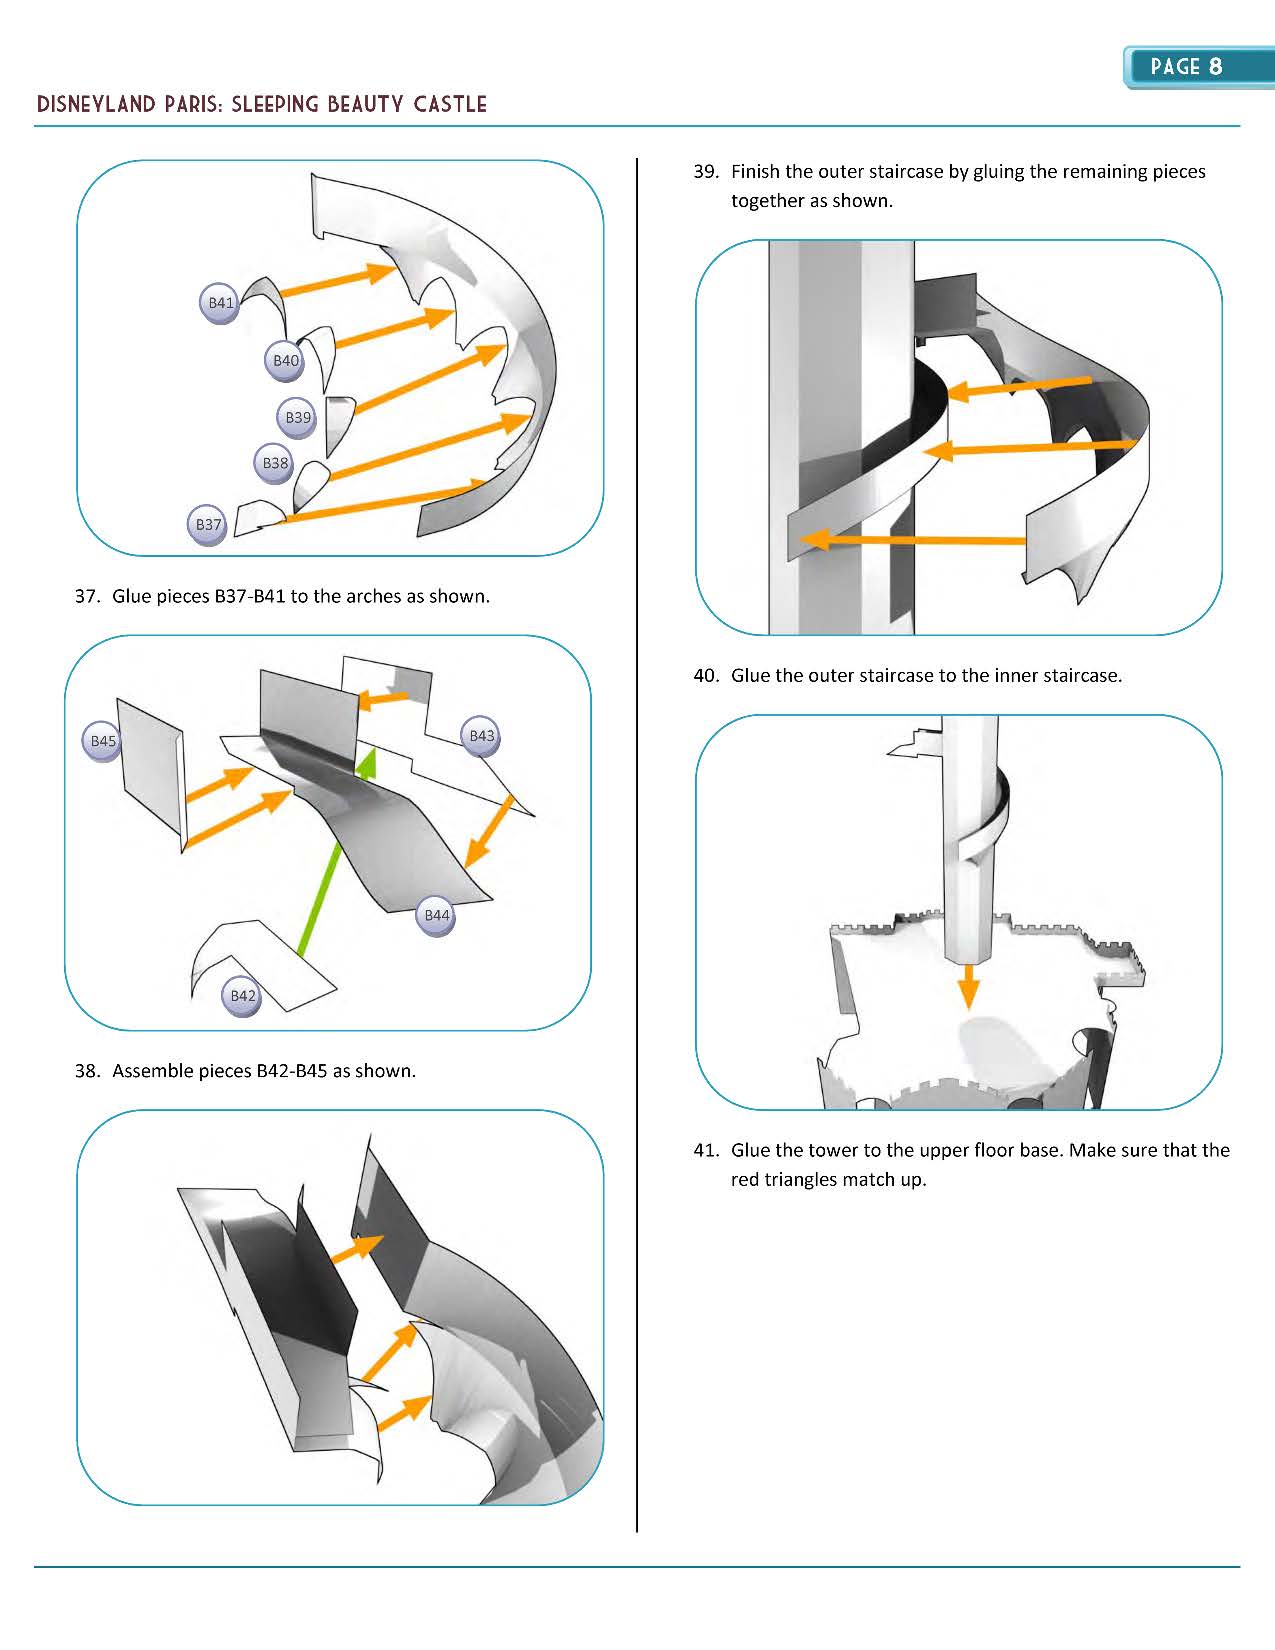 PAGE 8
DISNEYLAND PARIS: SLEEPING BEAUTY CASTLE
B41
B40
B39
B38
B37
37. Glue pieces B37-B41 to the arches as shown.
B45
B43
B44
B42
38. Assemble pieces B42-B45 as shown.
39. Finish the outer staircase by gluing the remaining pieces
together as shown.
40. Glue the outer staircase to the inner staircase.
41. Glue the tower to the upper floor base. Make sure that the
red triangles match up.